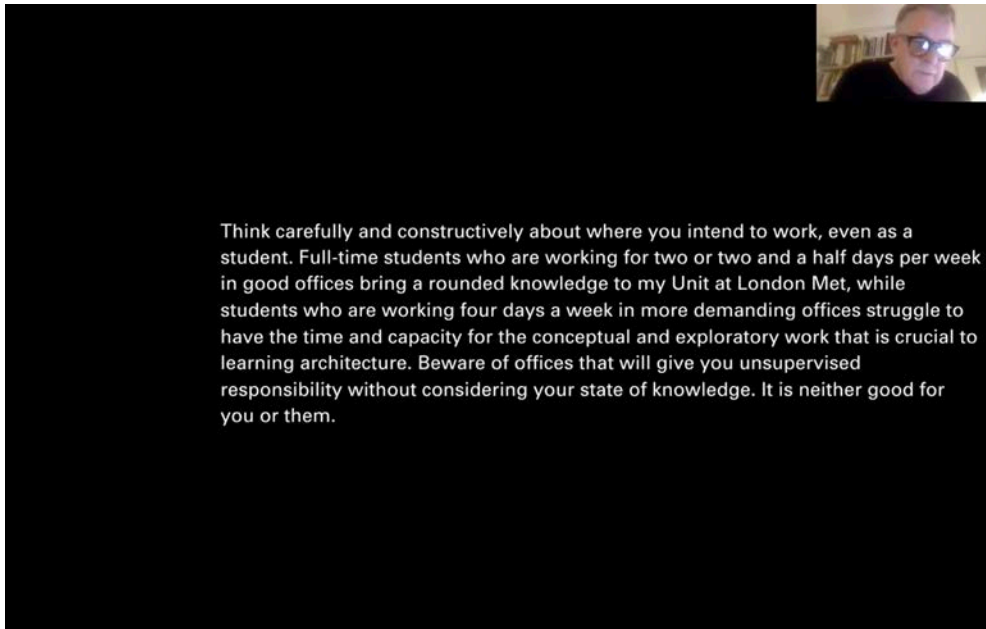 Think carefully and constructively about where you intend to work, even as a
student. Full-time students who are working for two or two and a half days per week
in good offices bring a rounded knowledge to my Unit at London Met, while
students who are working four days a week in more demanding offices struggle to
have the time and capacity for the conceptual and exploratory work that is crucial to
learning architecture. Beware of offices that will give you unsupervised
responsibility without considering your state of knowledge. It is neither good for
you or them.